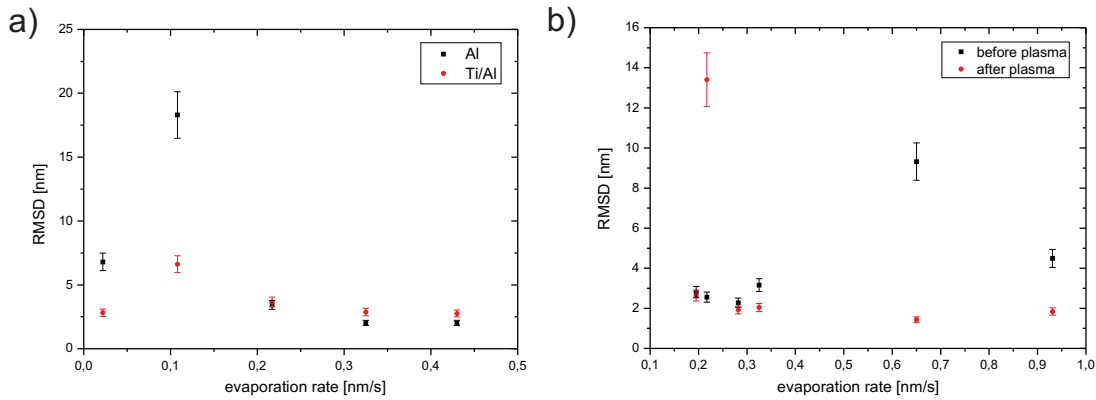 a)
25
20
15
10
5
0
RMSD [nm]
Al
Ti/Al
0,0 0,1 0,2 0,3 0,4 0,5
evaporation rate [nm/s]
b)
16
14
12
10
8
6
4
2
0
RMSD [nm]
before plasma
after plasma
0,1 0,2 0,3 0,4 0,5 0,6 0,7 0,8 0,9 1,0
evaporation rate [nm/s]